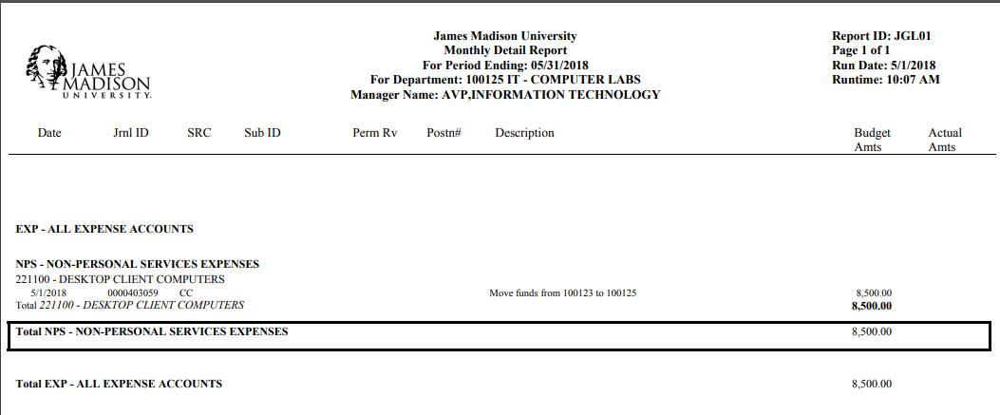 JAMES
MADISON
UNIVERSITY.
James Madison University
Monthly Detail Report
For Period Ending: 05/31/2018
For Department: 100125 IT - COMPUTER LABS
Manager Name: AVP,INFORMATION TECHNOLOGY
Report ID: JGL01
Page 1 of 1
Run Date: 5/1/2018
Runtime: 10:07 AM
Date Jrnl ID SRC Sub ID Perm Rv Postn# Description Budget Amts Actual Amts
EXP - ALL EXPENSE ACCOUNTS
NPS - NON-PERSONAL SERVICES EXPENSES
221100 - DESKTOP CLIENT COMPUTERS
5/1/2018 0000403059 CC Move funds from 100123 to 100125 8,500.00
Total 221100 - DESKTOP CLIENT COMPUTERS 8,500.00
Total NPS - NON-PERSONAL SERVICES EXPENSES 8,500.00
Total EXP - ALL EXPENSE ACCOUNTS 8,500.00